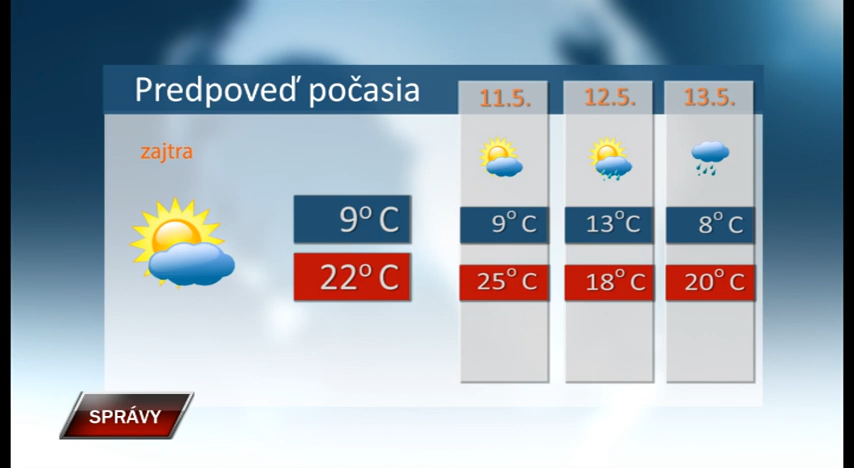 Predpoveď počasia
zajtra
9° C
22° C
11.5.
9° C
25° C
12.5.
13°C
18° C
13.5.
8° C
20° C
SPRÁVY